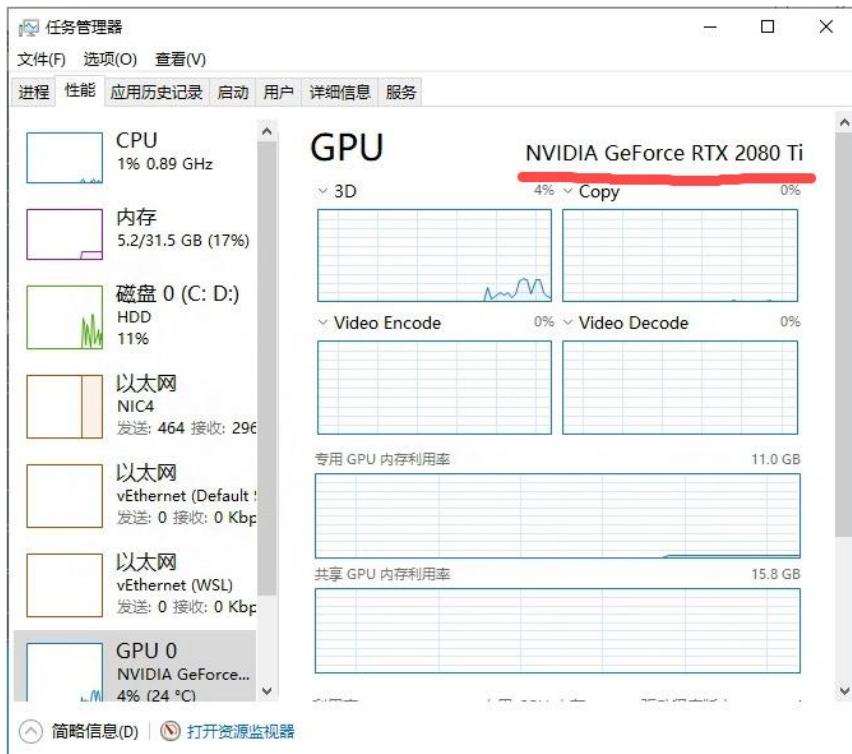 任务管理器
文件(F) 选项(O) 查看(V)
进程 性能 应用历史记录 启动 用户 详细信息 服务
CPU
1% 0.89 GHz
内存
5.2/31.5 GB (17%)
磁盘 0 (C: D:)
HDD
11%
以太网
NIC4
发送: 464 接收: 296
以太网
vEthernet (Default
发送: 0 接收: 0 Kbp
以太网
vEthernet (WSL)
发送: 0 接收: 0 Kbp
GPU 0
NVIDIA GeForce...
4% (24 °C)
GPU
NVIDIA GeForce RTX 2080 Ti
3D 4%
Copy 0%
Video Encode 0%
Video Decode 0%
专用 GPU 内存利用率 11.0 GB
共享 GPU 内存利用率 15.8 GB
简略信息(D)
打开资源监视器